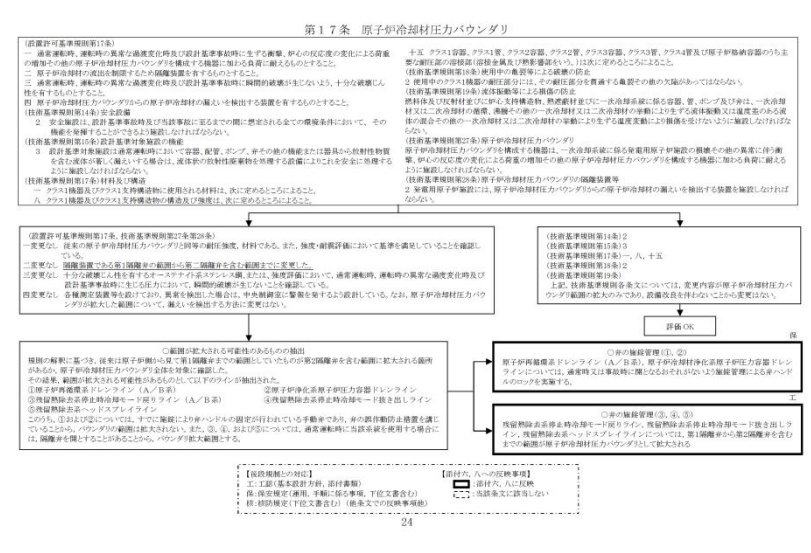 第17条 原子炉冷却材圧力バウンダリ
(設置許可基準規則第17条)
一 通常運転時、運転時の異常な過渡変化時及び設計基準事故時に生ずる衝撃、炉心の反応度の変化による荷重
の増加その他の原子炉冷却材圧力バウンダリを構成する機器に加わる負荷に耐えるものとすること。
二 原子炉冷却材の流出を制限するため隔離装置を有するものとすること。
三 通常運転時、運転時の異常な過渡変化時及び設計基準事故時に瞬間的破壊が生じないよう、十分な破壊じん
性を有するものとすること。
四 原子炉冷却材圧力バウンダリからの原子炉冷却材の漏えいを検出する装置を有するものとすること。
(技術基準規則第14条)安全設備
2 安全施設は、設計基準事故時及び当該事故に至るまでの間に想定される全ての環境条件において、その
機能を発揮することができるよう施設しなければならない。
(技術基準規則第15条)設計基準対象施設の機能
3 設計基準対象施設は通常運転時において容器、配管、ポンプ、弁その他の機能または器具から放射性物質
を含む流体が著しく漏えいする場合は、流体状の放射性廃棄物を処理する設備によりこれを安全に処理する
ように施設しなければならない。
(技術基準規則第17条)材料及び構造
一 クラス1機器及びクラス1支持構造物に使用される材料は、次に定めるところによること。
八 クラス1機器及びクラス1支持構造物の構造及び強度は、次に定めるところによること。
十五 クラス1容器、クラス1管、クラス2容器、クラス2管、クラス3容器、クラス3管、クラス4管及び原子炉格納容器のうち主
要な耐圧部の溶接部(溶接金属及び熱影響部をいう。)は次に定めるところによること。
(技術基準規則第18条)使用中の亀裂等による破壊の防止
2 使用中のクラス1機器の耐圧部分には、その耐圧部分を貫通する亀裂その他の欠陥があってはならない。
(技術基準規則第19条)流体振動等による損傷の防止
燃料体及び反射材並びに炉心支持構造物、熱遮蔽材並びに一次冷却系統に係る容器、管、ポンプ及び弁は、一次冷却
材又は二次冷却材の循環、沸騰その他の一次冷却材又は二次冷却材の挙動により生ずる流体振動又は温度差のある流
体の混合その他の一次冷却材又は二次冷却材の挙動により生ずる温度変動により損傷を受けないように施設しなければな
らない。
(技術基準規則第27条)原子炉冷却材圧力バウンダリ
原子炉冷却材圧力バウンダリを構成する機器は、一次冷却系統に係る発電用原子炉施設の損壊その他の異常に伴う衝
撃、炉心の反応度の変化による荷重の増加その他の原子炉冷却材圧力バウンダリを構成する機器に加わる負荷に耐える
ように施設しなければならない。
(技術基準規則第28条)原子炉冷却材圧力バウンダリの隔離装置等
2 発電用原子炉施設には、原子炉冷却材圧力バウンダリからの原子炉冷却材の漏えいを検出する装置を施設しなければ
ならない。
(設置許可基準規則第17条、技術基準規則第27条第28条)
一変更なし 従来の原子炉冷却材圧力バウンダリと同等の耐圧強度、材料である。また、強度・耐震評価において基準を満足していることを確認し
ている。
二変更なし 隔離装置である第1隔離弁の範囲から第二隔離弁を含む範囲までに変更した。
三変更なし 十分な破壊じん性を有するオーステナイト系ステンレス鋼、または、強度評価において、通常運転時、運転時の異常な過渡変化時及び
設計基準事故時に生じる圧力において、瞬間的破壊が生じないことを確認している。
四変更なし 各種測定装置等を設けており、異常を検出した場合は、中央制御室に警報を発するよう設計している。なお、原子炉圧力バウ
ンダリが拡大した範囲について、漏えいを検出する方法に変更はない。
(技術基準規則第14条)2
(技術基準規則第15条)3
(技術基準規則第17条)一、八、十五
(技術基準規則第18条)2
(技術基準規則第19条)
上記、技術基準規則各条文については、変更内容が原子炉冷却材圧力バ
ウンダリ範囲の拡大のみであり、設備改良を伴わないことから変更はない。
評価OK
○範囲が拡大される可能性のあるものの抽出
規則の解釈に基づき、従来は原子炉側から見て第1隔離弁までの範囲としていたものが第2隔離弁を含む範囲に拡大される箇所
があるか、原子炉冷却材圧力バウンダリ全体を対象に確認した。
その結果、範囲が拡大される可能性があるものとして以下のラインが抽出された。
①原子炉再循環系ドレンライン(A/B系) ②原子炉浄化系原子炉圧力容器ドレンライン
③残留熱除去系停止時冷却モード戻りライン(A/B系) ④残留熱除去系停止時冷却モード抜き出しライン
⑤残留熱除去系ヘッドスプレイライン
このうち、①および②については、すでに施錠により弁ハンドルの固定が行われている手動弁であり、弁の誤作動防止措置を講じ
ていることから、バウンダリの範囲は拡大されない。また、③、④、および⑤については、通常運転時に当該系統を使用する場合に
は、隔離弁を開とすることがあることから、バウンダリ拡大とする。
保
○弁の施錠管理(①、②)
原子炉再循環系ドレンライン(A/B系)、原子炉冷却材浄化系原子炉圧力容器ドレンラ
インについては、通常時又は事故時に開となるおそれがないよう施錠管理による弁ハンド
ルのロックを実施する。
工
○弁の施錠管理(③、④、⑤)
残留熱除去系停止時冷却モード戻りライン、残留熱除去系停止時冷却モード抜き出しラ
イン、残留熱除去系ヘッドスプレイラインについては、第1隔離弁から第2隔離弁を含む
までの範囲が原子炉冷却材圧力バウンダリとして拡大される
【後段規制との対応】
工:工認(基本設計方針、添付書類)
保:保安規定(運用、手順に係る事項、下位文書含む)
核:核防規定(下位文書含む) (他条文での反映事項他)
【添付六、八への反映事項】
:添付六、八に反映
:当該条文に該当しない
24